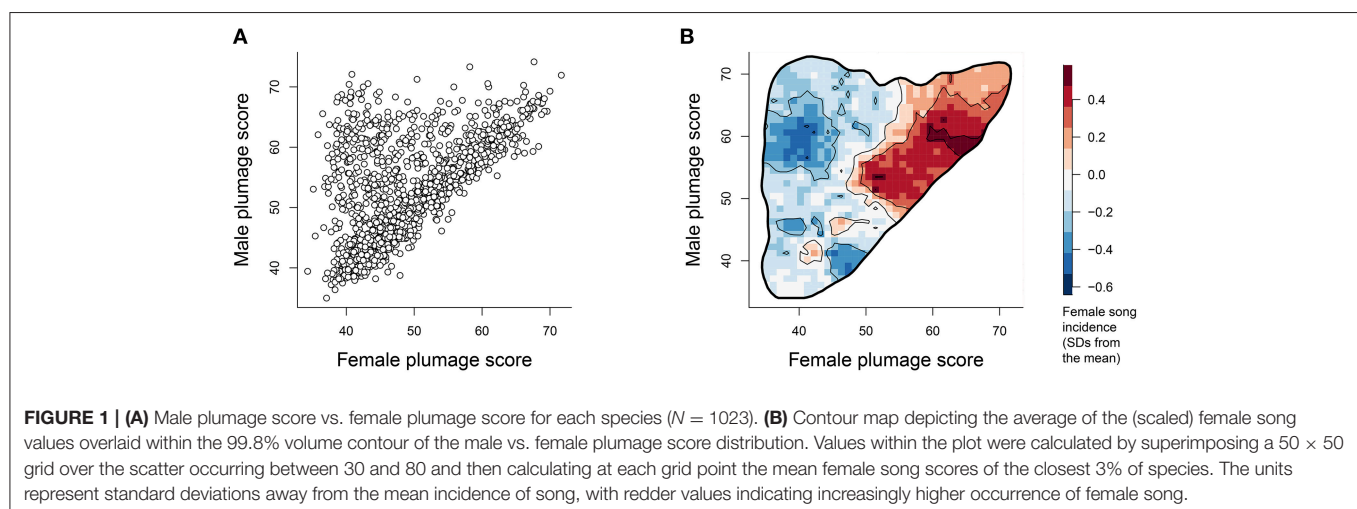 A
B
Male plumage score
70
60
50
40
40
50
60
70
Female plumage score
Male plumage score
70
60
50
40
40
50
60
70
Female plumage score
0.4
0.2
0.0
−0.2
−0.4
−0.6
Female song
incidence
(SDs from
the mean)
FIGURE 1 | (A) Male plumage score vs. female plumage score for each species (N = 1023). (B) Contour map depicting the average of the (scaled) female song
values overlaid within the 99.8% volume contour of the male vs. female plumage score distribution. Values within the plot were calculated by superimposing a 50 × 50
grid over the scatter occurring between 30 and 80 and then calculating at each grid point the mean female song scores of the closest 3% of species. The units
represent standard deviations away from the mean incidence of song, with redder values indicating increasingly higher occurrence of female song.